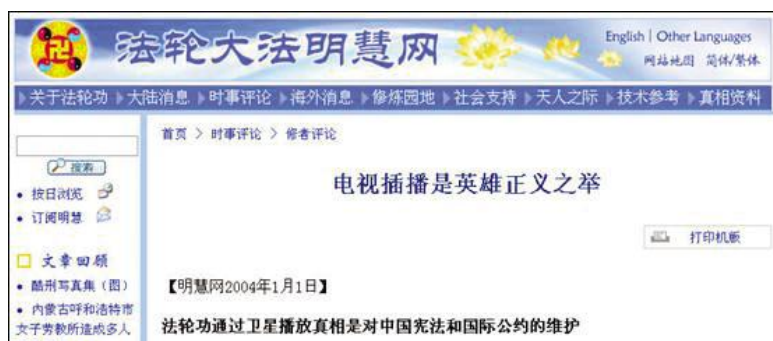 法轮大法明慧网
English | Other Languages
网站地图 简体/繁体
关于法轮功 大陆消息 时事评论 海外消息 修炼园地 社会支持 天人之际 技术参考 真相资料
首页 > 时事评论 > 修者评论
搜索
按日浏览
订阅明慧
文章回顾
酷刑写真集(图)
内蒙古呼和浩特市
女子劳教所造成多人
电视插播是英雄正义之举
打印机版
【明慧网2004年1月1日】
法轮功通过卫星播放真相是对中国宪法和国际公约的维护